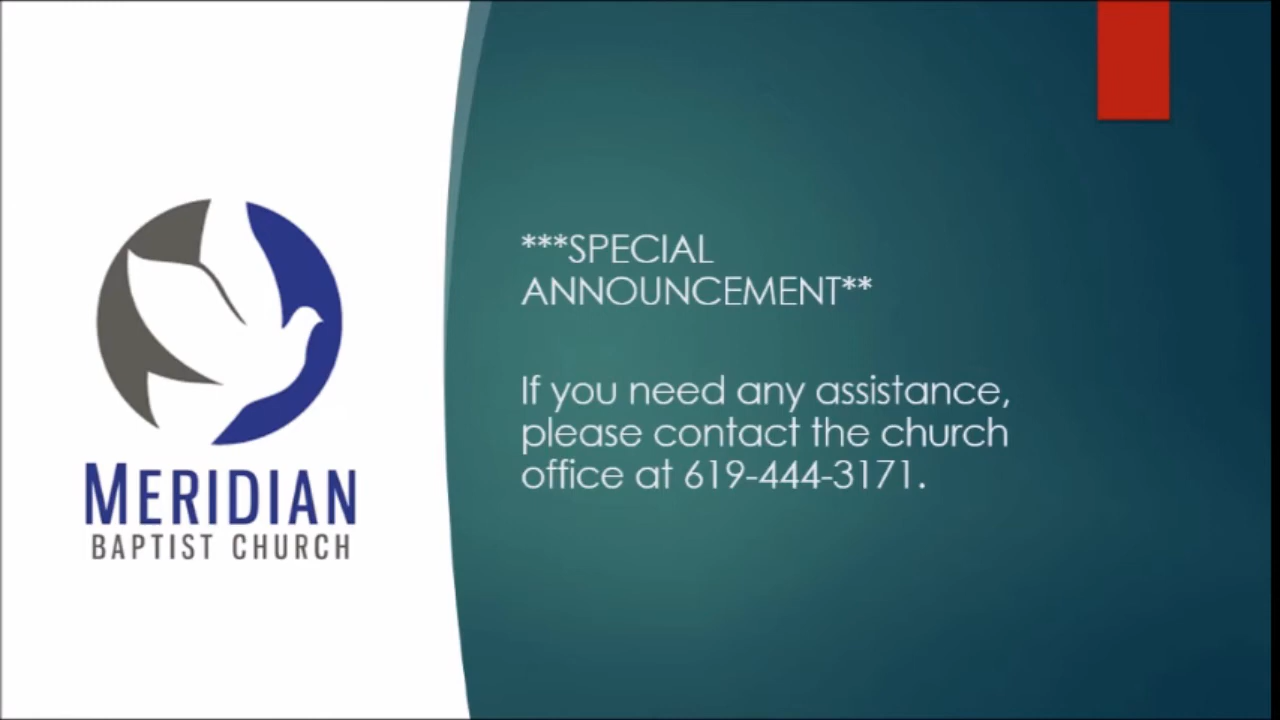 MERIDIAN
BAPTIST CHURCH
***SPECIAL
ANNOUNCEMENT**
If you need any assistance,
please contact the church
office at 619-444-3171.